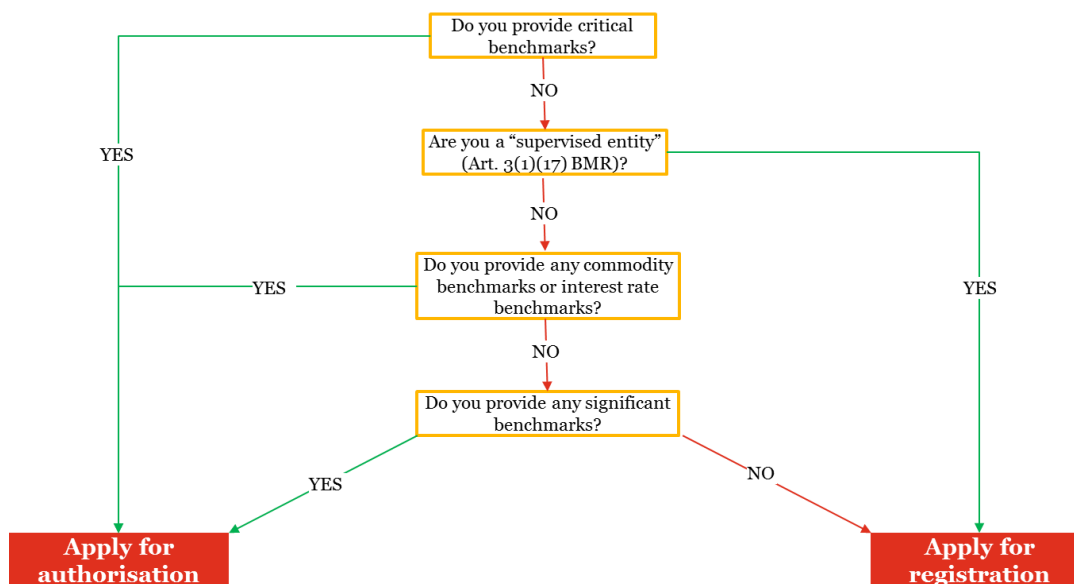 Do you provide critical
benchmarks?
NO
YES
Are you a “supervised entity”
(Art. 3(1)(17) BMR)?
NO
Do you provide any commodity
benchmarks or interest rate
benchmarks?
YES
YES
NO
Do you provide any significant
benchmarks?
YES
NO
Apply for
authorisation
Apply for
registration